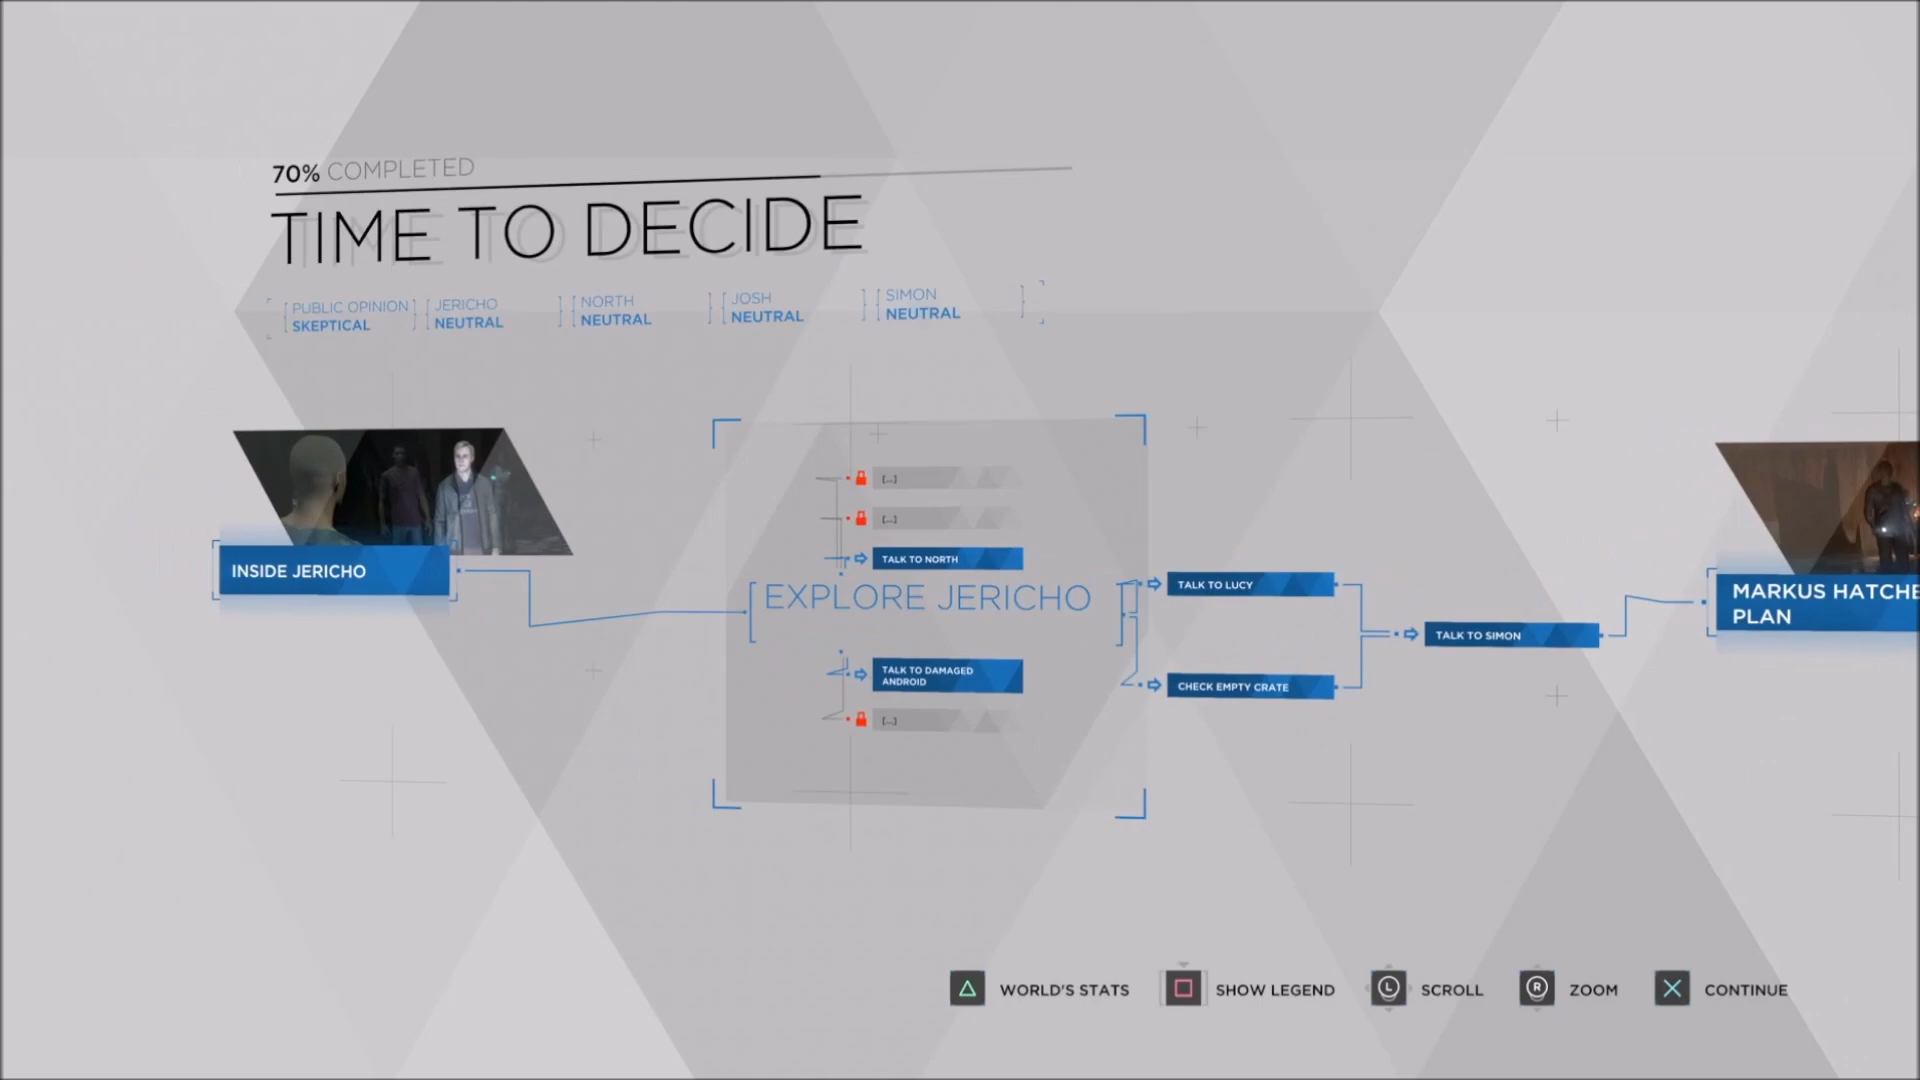 70% COMPLETED
TIME TO DECIDE
PUBLIC OPINION
SKEPTICAL
JERICHO
NEUTRAL
NORTH
NEUTRAL
JOSH
NEUTRAL
SIMON
NEUTRAL
INSIDE JERICHO
[...]
[...]
TALK TO NORTH
EXPLORE JERICHO
TALK TO DAMAGED
ANDROID
[...]
TALK TO LUCY
CHECK EMPTY CRATE
TALK TO SIMON
MARKUS HATCHE
PLAN
WORLD'S STATS
SHOW LEGEND
L
SCROLL
R
ZOOM
CONTINUE